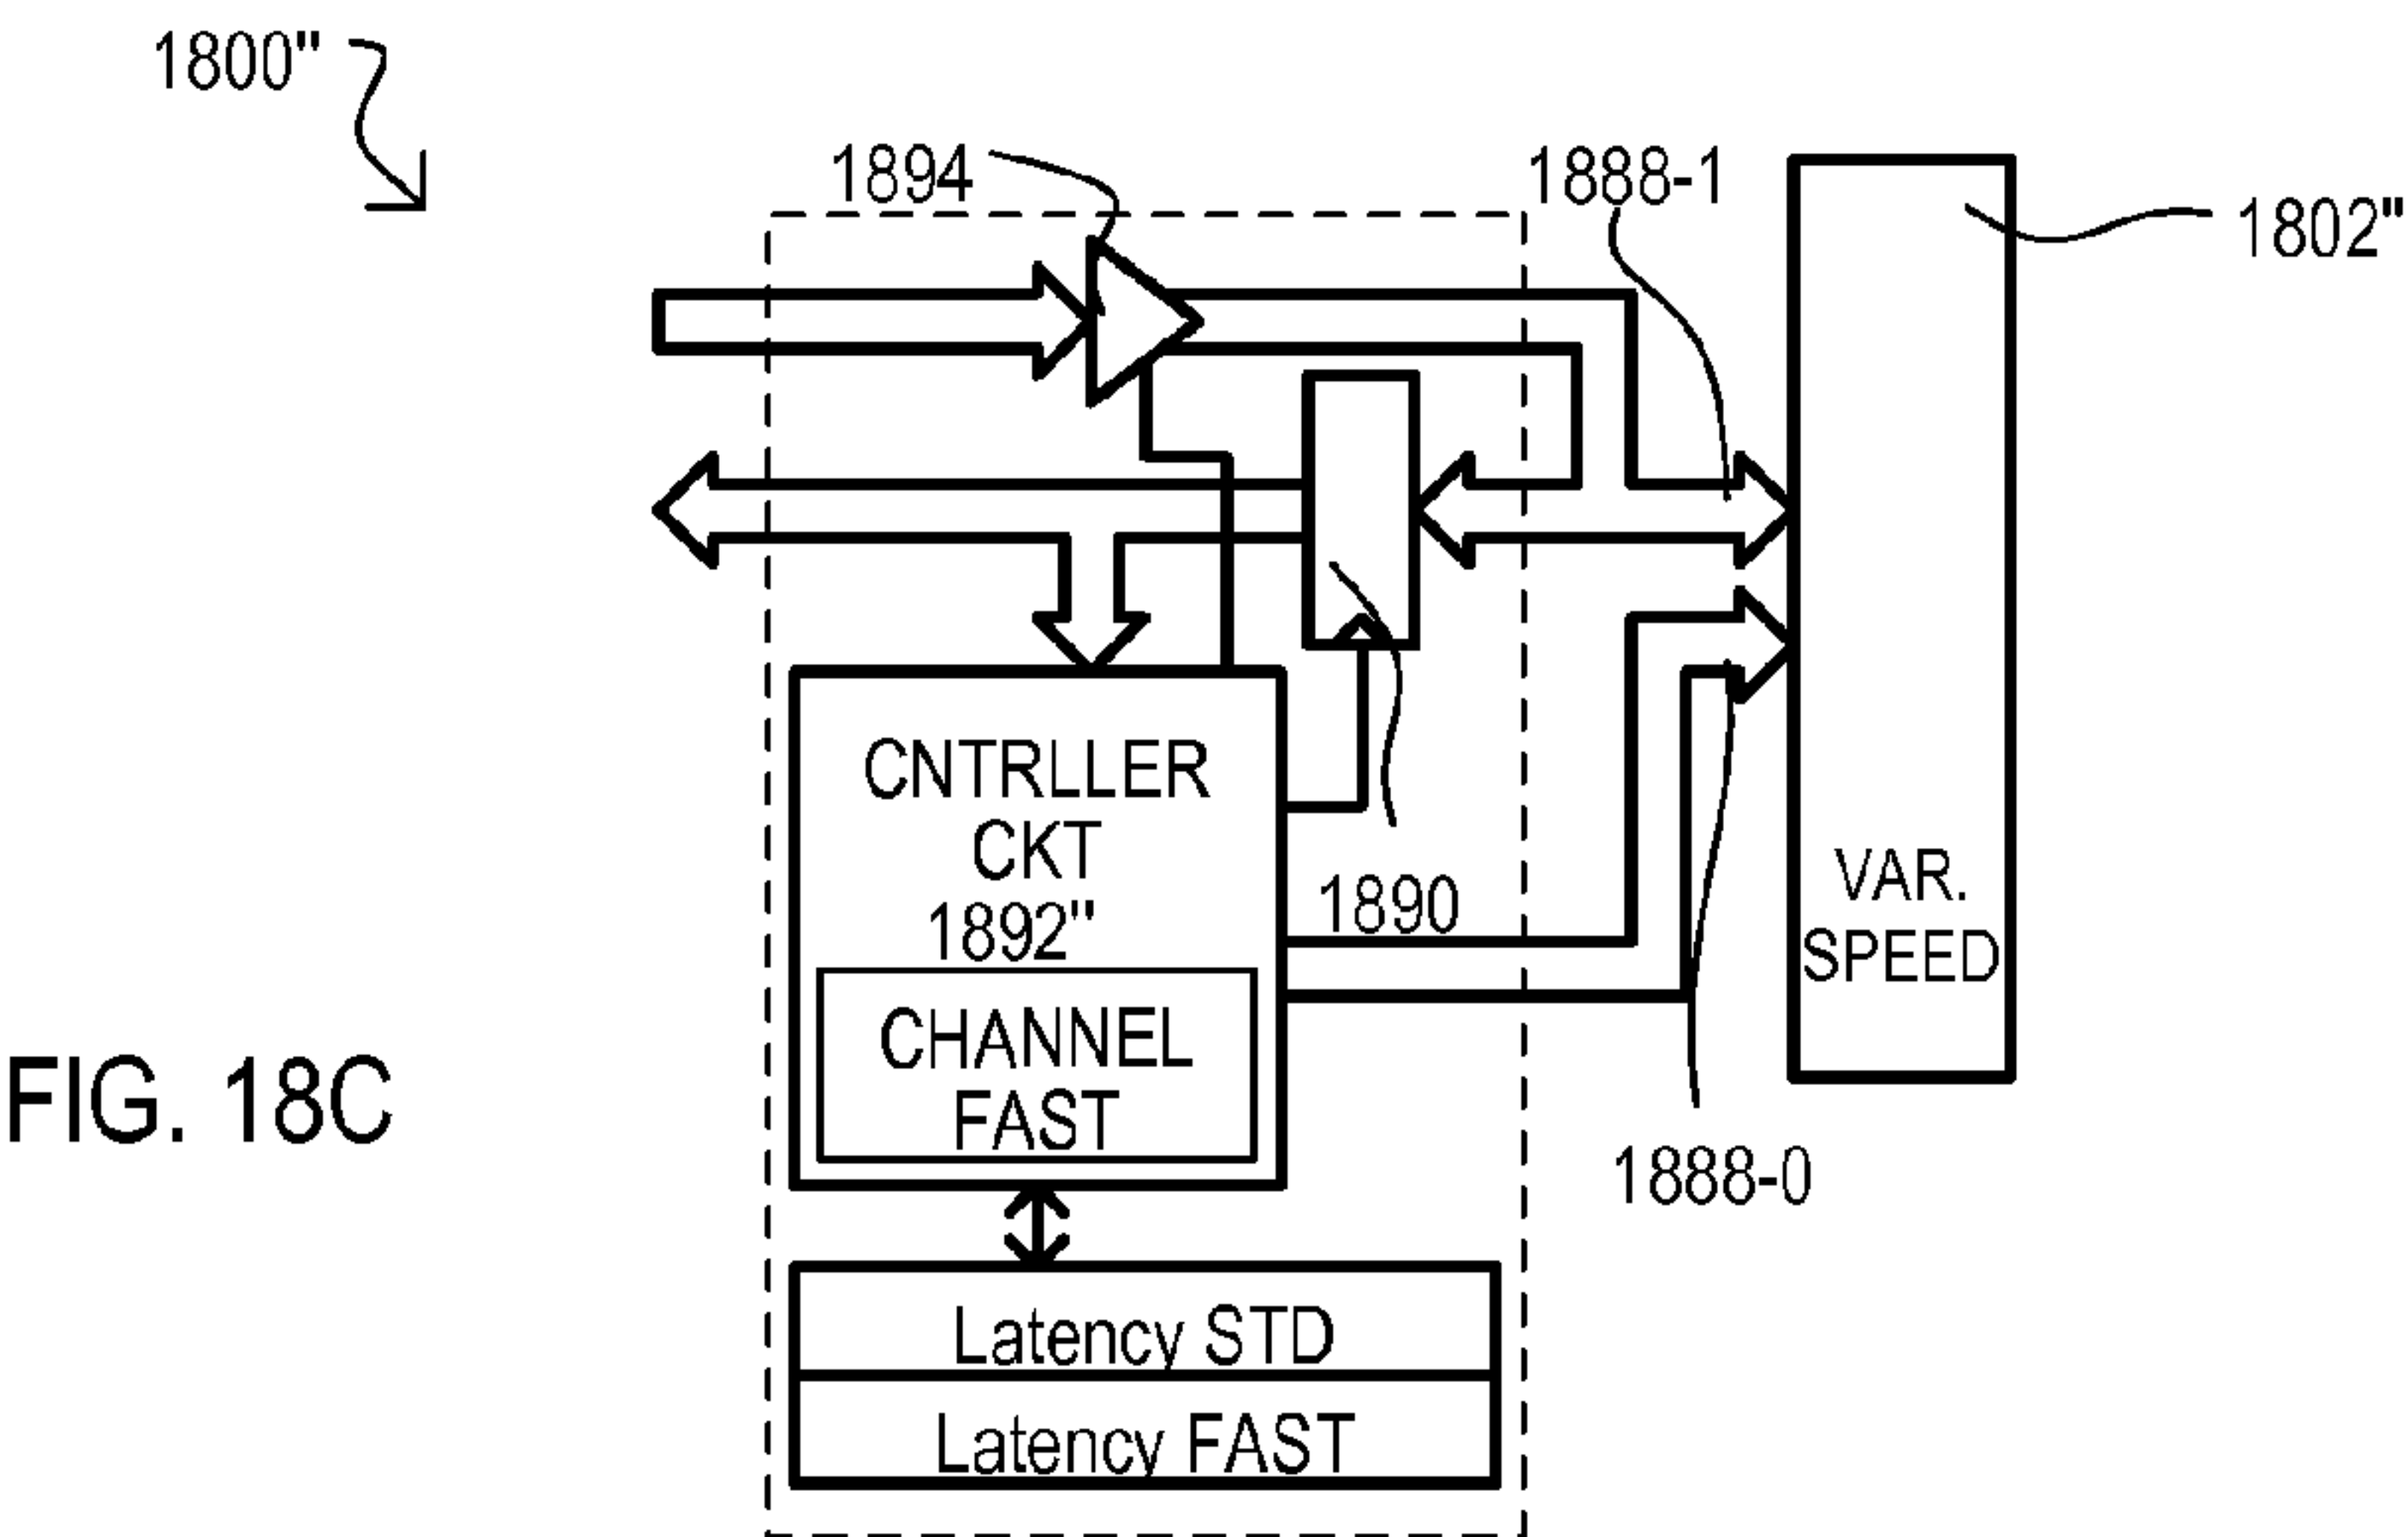 1800"
1894
1888-1
1802"
CNTRLLER
CKT
1892"
1890
CHANNEL
FAST
VAR.
SPEED
FIG. 18C
1888-0
Latency STD
Latency FAST